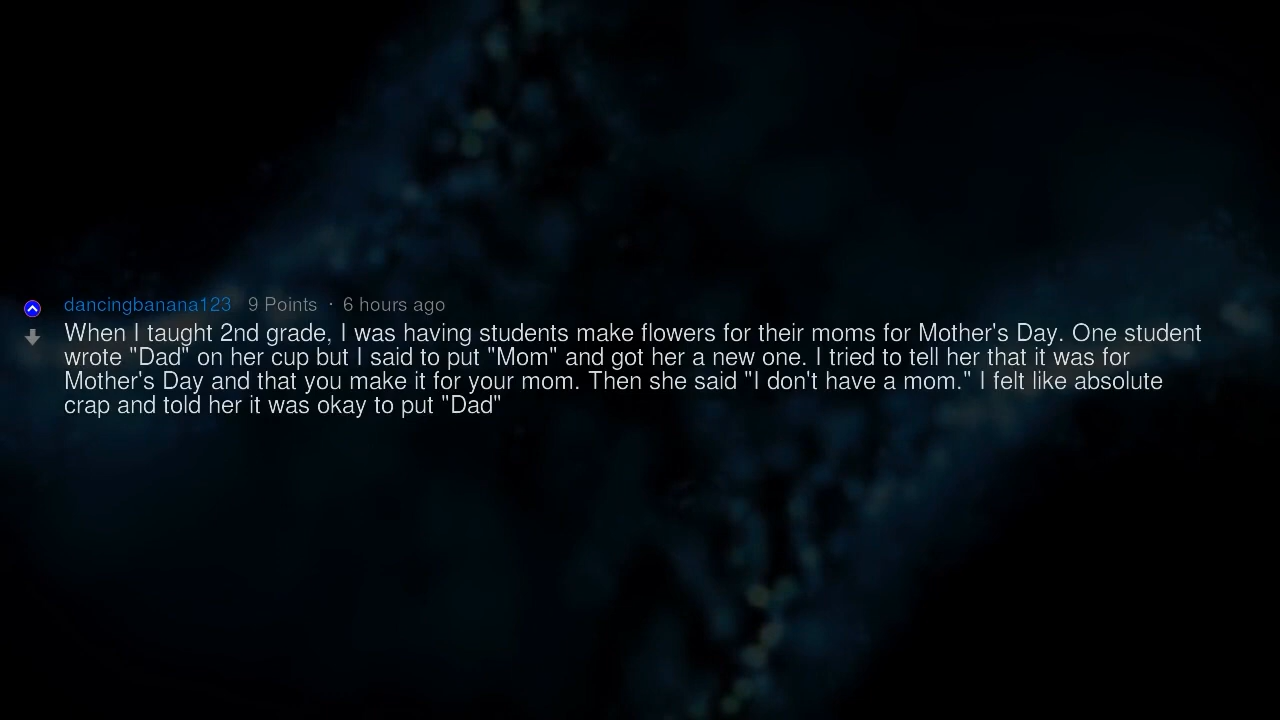 dancingbanana123 9 Points · 6 hours ago
When I taught 2nd grade, I was having students make flowers for their moms for Mother's Day. One student
wrote "Dad" on her cup but I said to put "Mom" and got her a new one. I tried to tell her that it was for
Mother's Day and that you make it for your mom. Then she said "I don't have a mom." I felt like absolute
crap and told her it was okay to put "Dad"